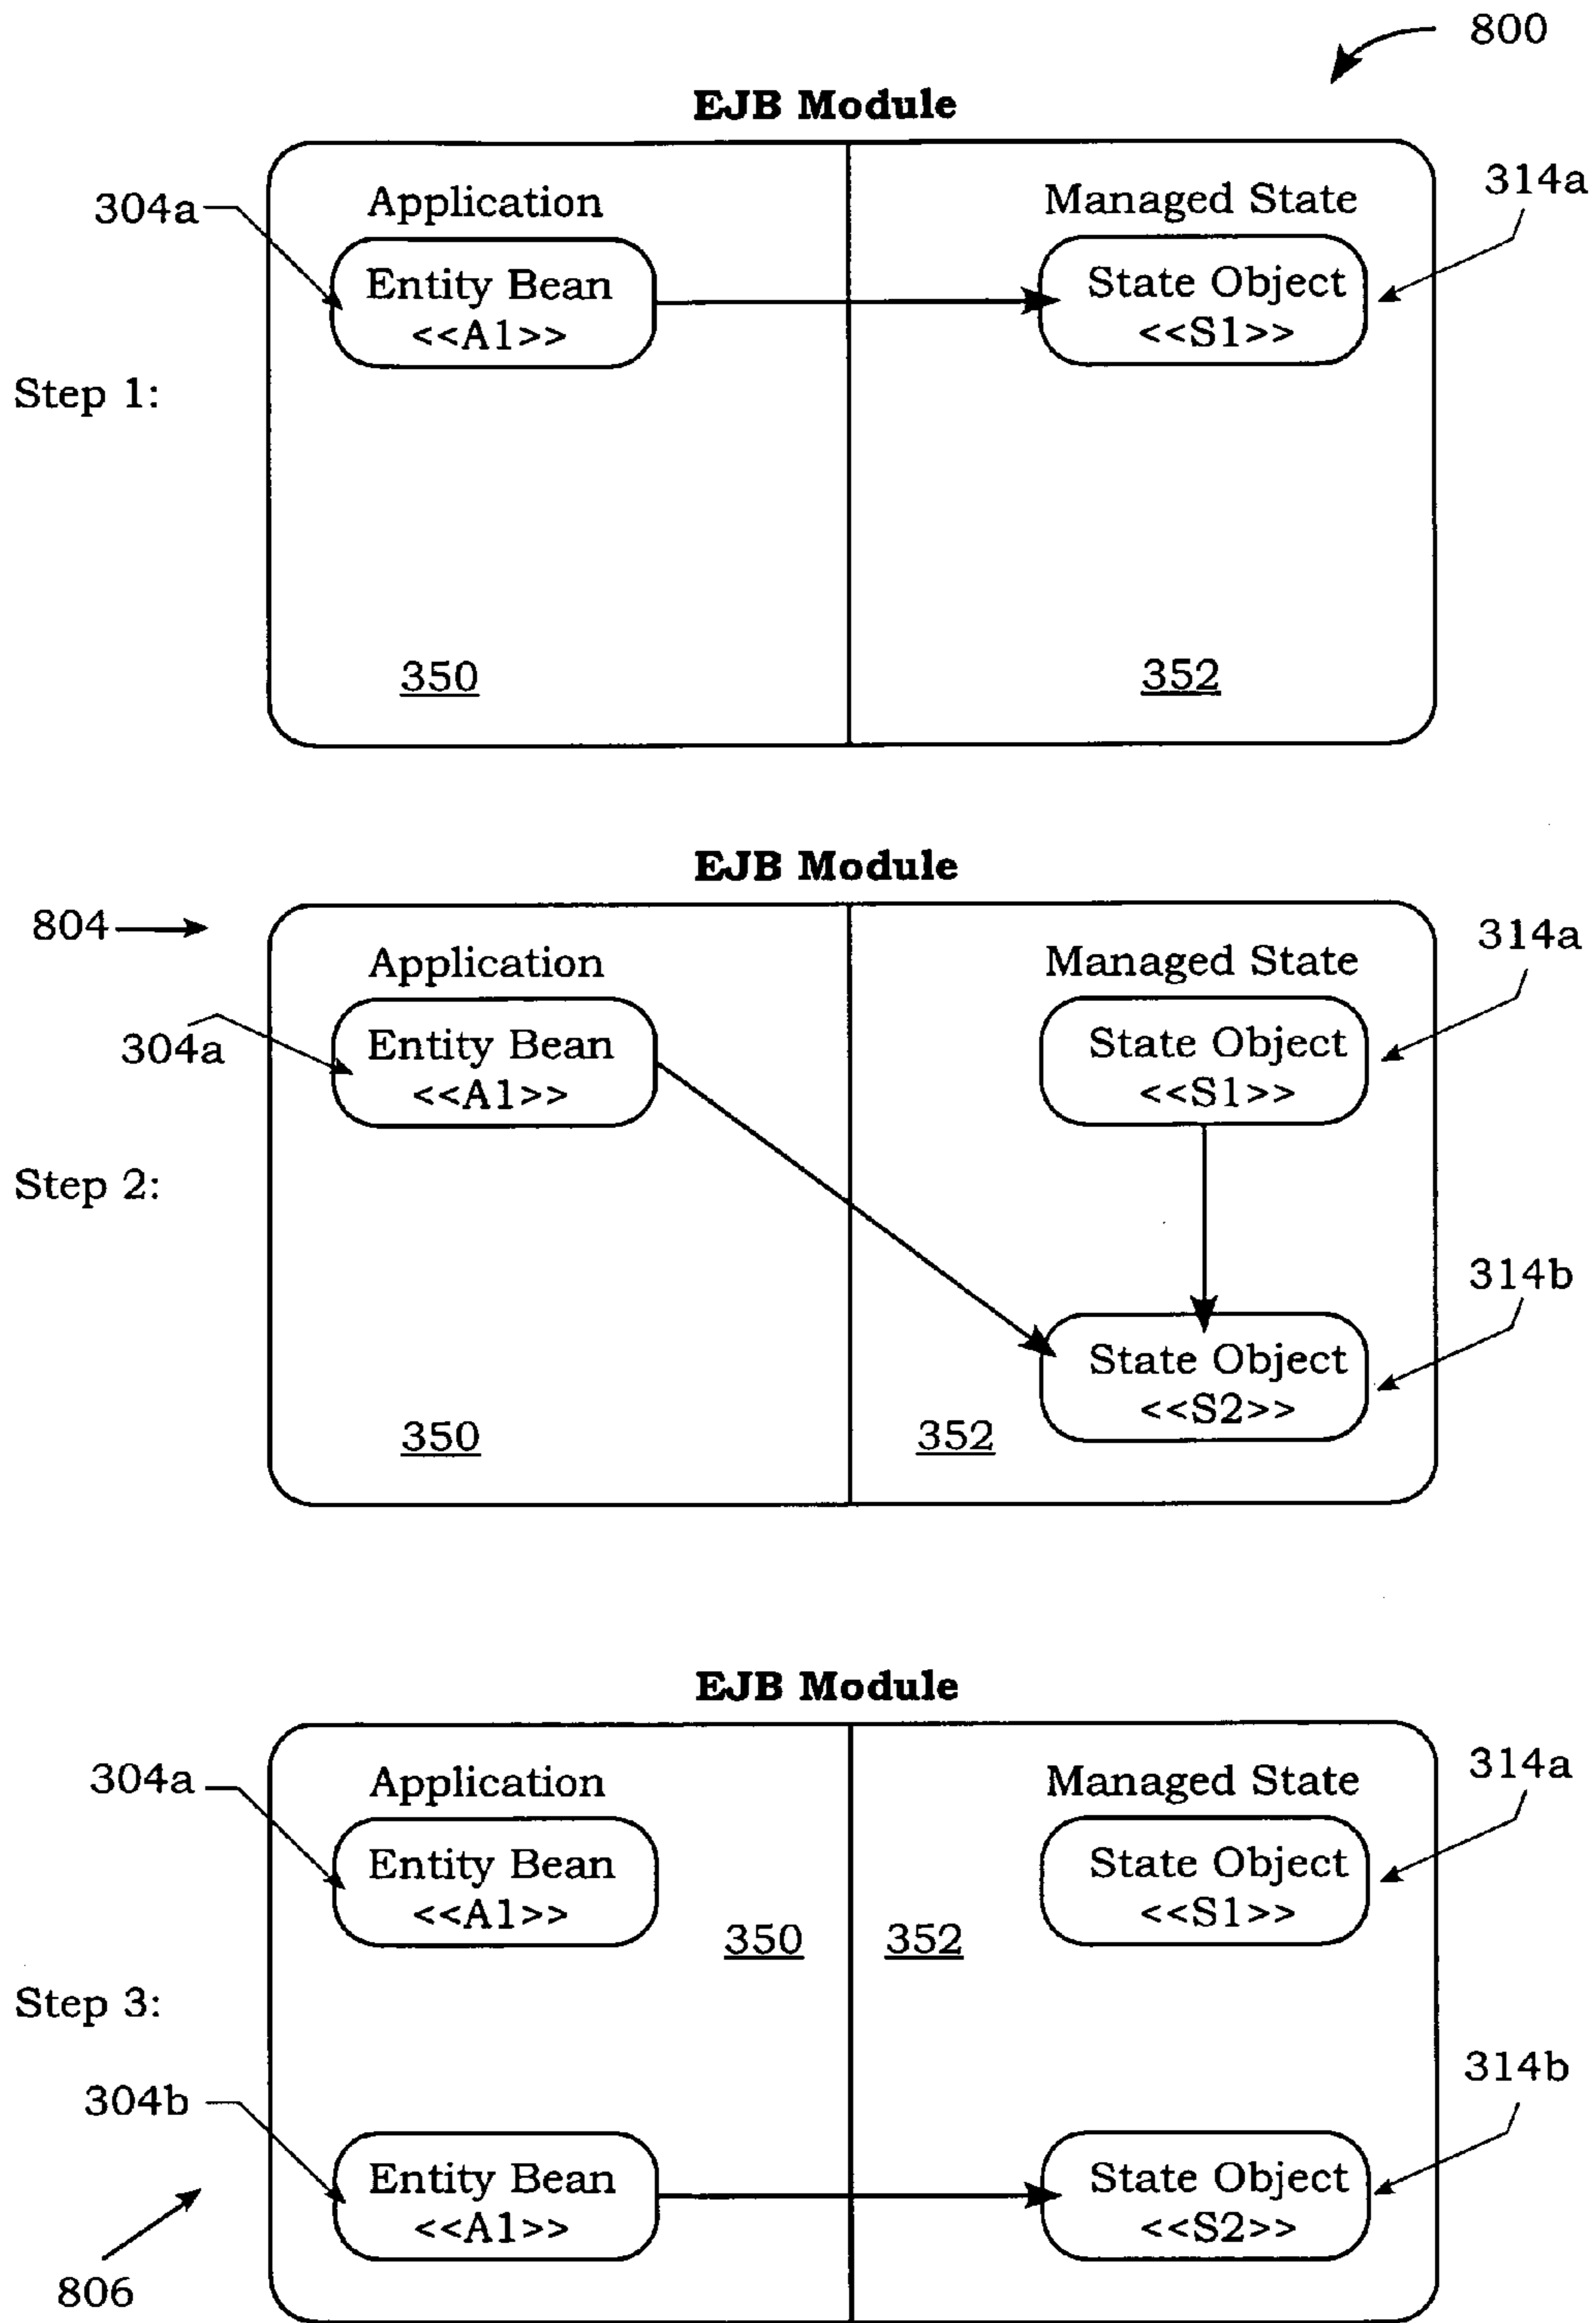 800
EJB Module
304a
Application
Managed State
314a
Entity Bean
<<A1>>
State Object
<<S1>>
Step 1:
350
352
EJB Module
804
Application
Managed State
314a
304a
Entity Bean
<<A1>>
State Object
<<S1>>
Step 2:
314b
State Object
<<S2>>
350
352
EJB Module
304a
Application
Managed State
314a
Entity Bean
<<A1>>
State Object
<<S1>>
350
352
Step 3:
304b
314b
Entity Bean
<<A1>>
State Object
<<S2>>
806